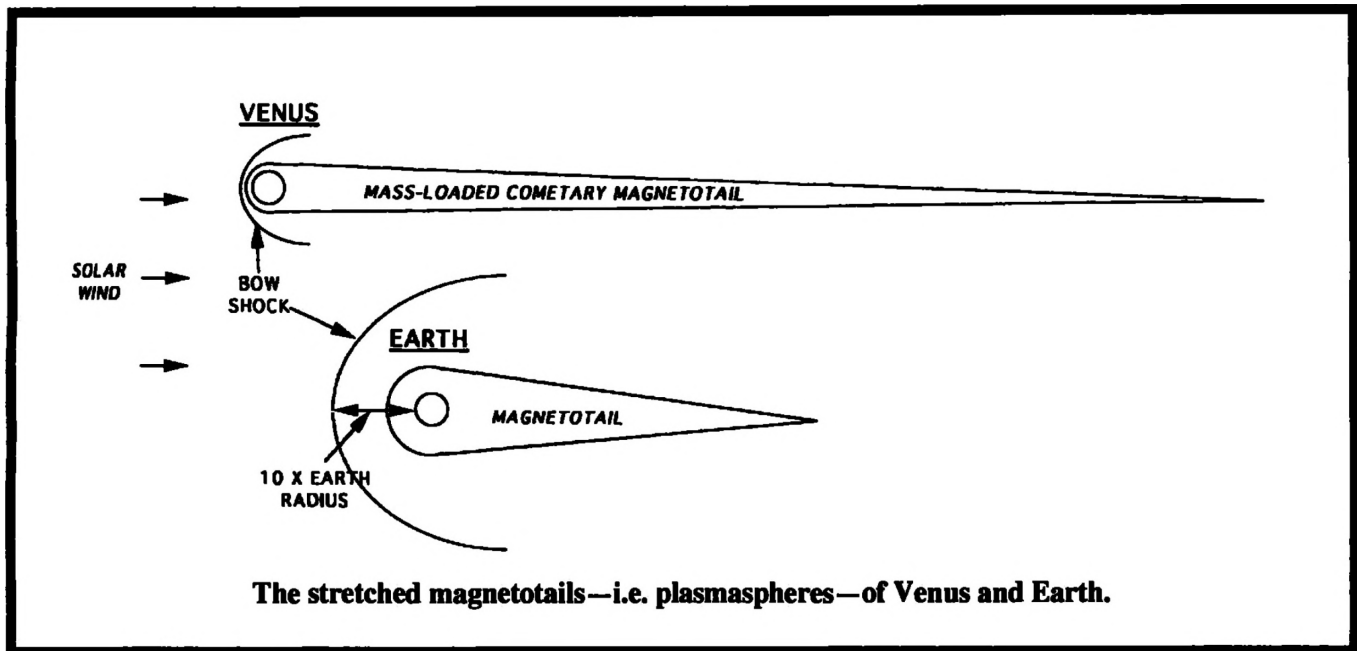 VENUS
MASS-LOADED COMETARY MAGNETOTAIL
SOLAR
WIND
BOW
SHOCK
EARTH
MAGNETOTAIL
10 X EARTH
RADIUS
The stretched magnetotails—i.e. plasmaspheres—of Venus and Earth.